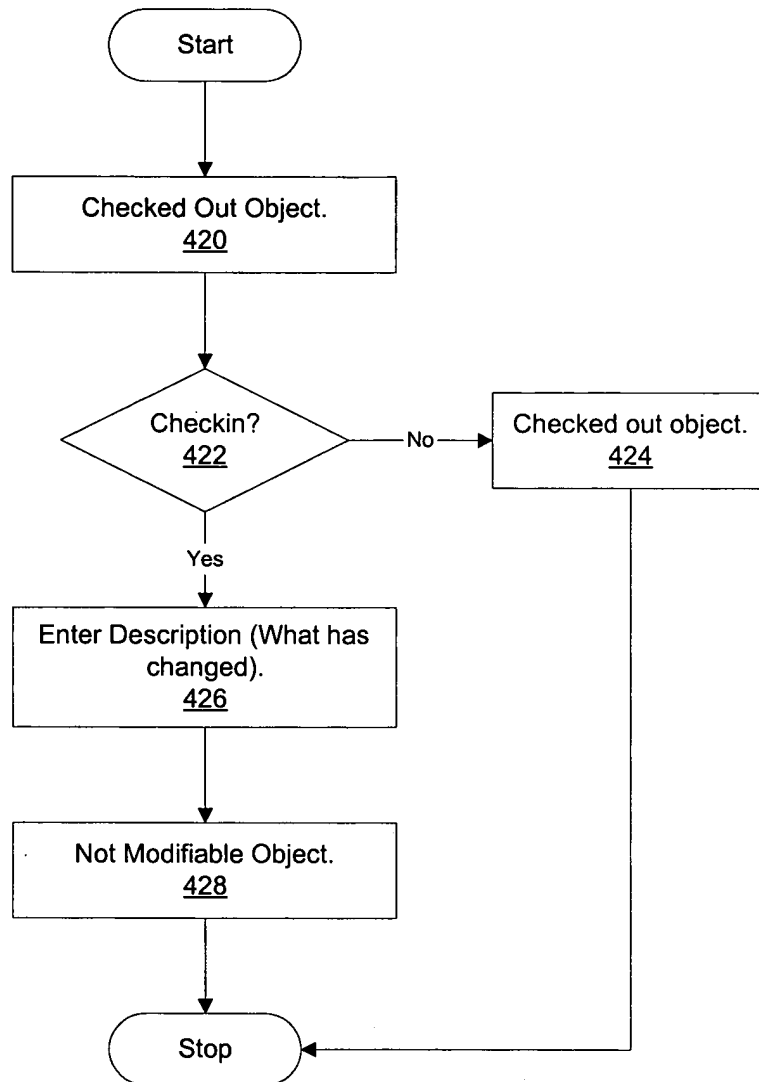 Start
Checked Out Object.
420
Checkin?
422
No
Checked out object.
424
Yes
Enter Description (What has
changed).
426
Not Modifiable Object.
428
Stop